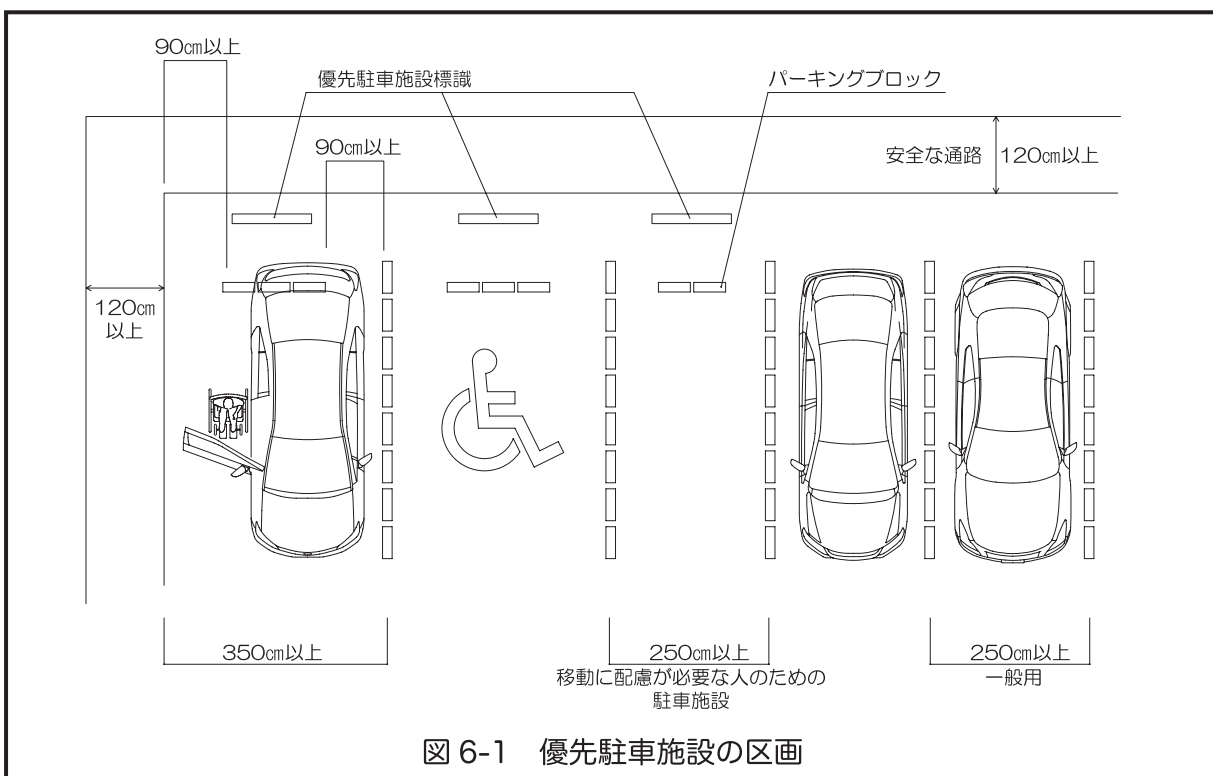 90㎝以上
優先駐車施設標識
パーキングブロック
90㎝以上
安全な通路
120㎝以上
120㎝
以上
350㎝以上
250㎝以上
移動に配慮が必要な人のための
駐車施設
250㎝以上
一般用
図 6-1 優先駐車施設の区画